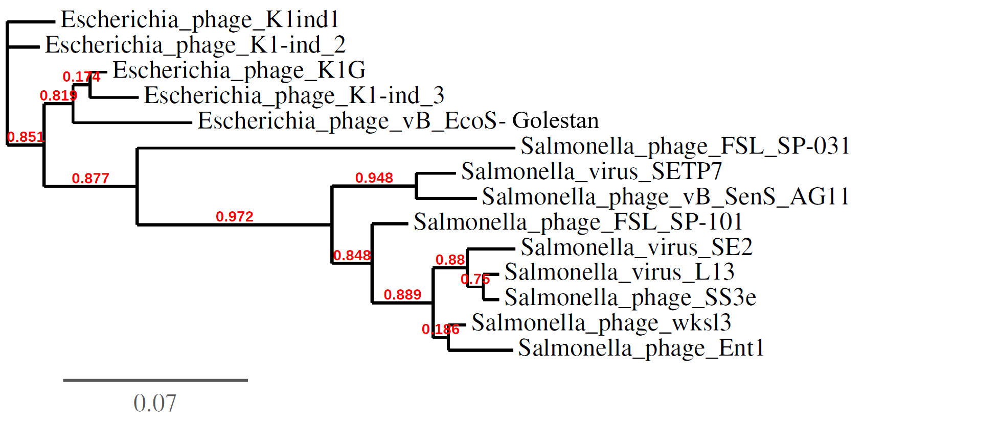 Escherichia_phage_K1ind1
Escherichia_phage_K1-ind_2
Escherichia_phage_K1G
0.174
0.819
Escherichia_phage_K1-ind_3
Escherichia_phage_vB_EcoS- Golestan
0.851
Salmonella_phage_FSL_SP-031
0.877
Salmonella_virus_SETP7
0.948
Salmonella_phage_vB_SenS_AG11
0.972
Salmonella_phage_FSL_SP-101
0.848
Salmonella_virus_SE2
0.88
Salmonella_virus_L13
0.75
Salmonella_phage_SS3e
0.889
Salmonella_phage_wksl3
0.186
Salmonella_phage_Ent1
0.07